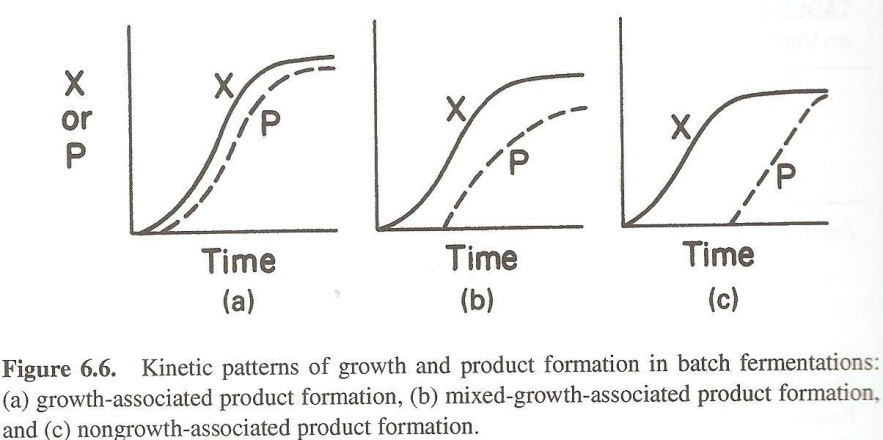 X
or
P
X
P
Time
(a)
X
P
Time
(b)
X
P
Time
(c)
Figure 6.6. Kinetic patterns of growth and product formation in batch fermentations:
(a) growth-associated product formation, (b) mixed-growth-associated product formation,
and (c) nongrowth-associated product formation.